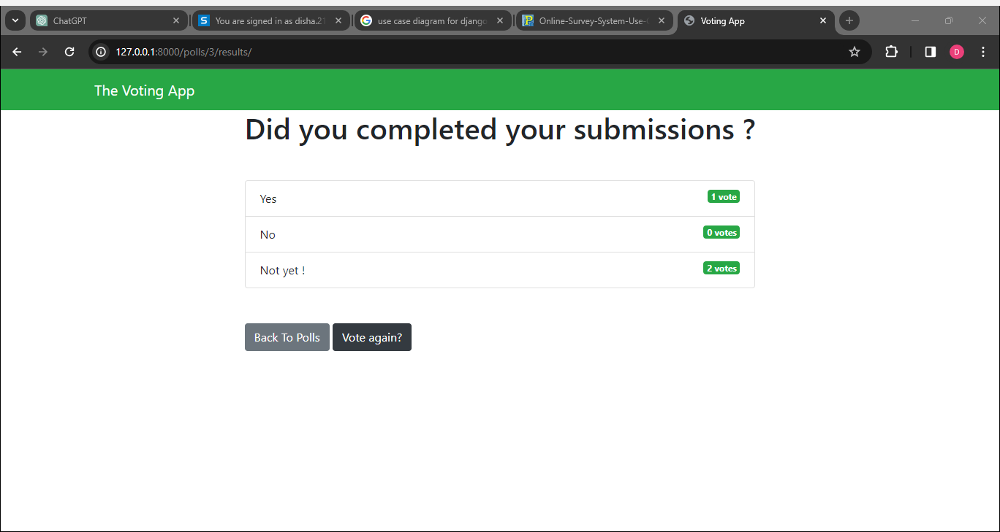 ChatGPT
You are signed in as disha.21
use case diagram for django
Online-Survey-System-Use-
Voting App
127.0.0.1:8000/polls/3/results/
D
The Voting App
Did you completed your submissions ?
Yes 1 vote
No 0 votes
Not yet ! 2 votes
Back To Polls Vote again?